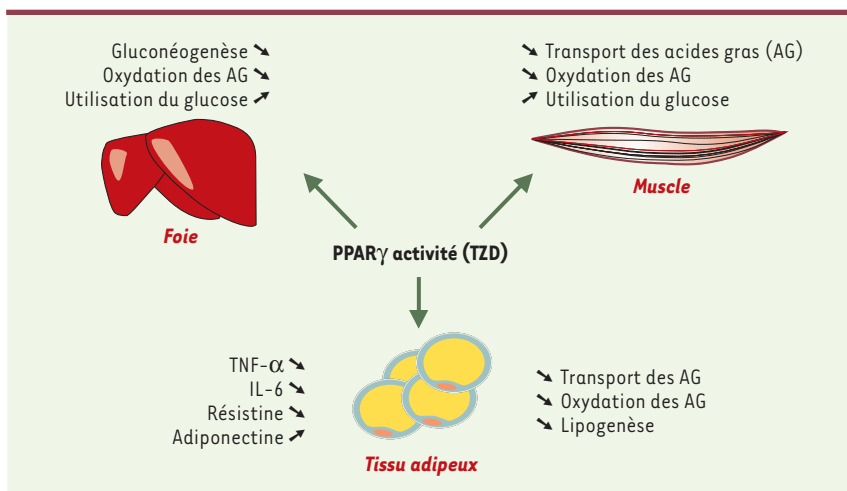 Gluconéogenèse ➘
Oxydation des AG ➘
Utilisation du glucose ➚
Foie
➘ Transport des acides gras (AG)
➘ Oxydation des AG
➚ Utilisation du glucose
Muscle
PPARγ activité (TZD)
TNF-α ➘
IL-6 ➘
Résistine ➘
Adiponectine ➚
➘ Transport des AG
➘ Oxydation des AG
➘ Lipogenèse
Tissu adipeux